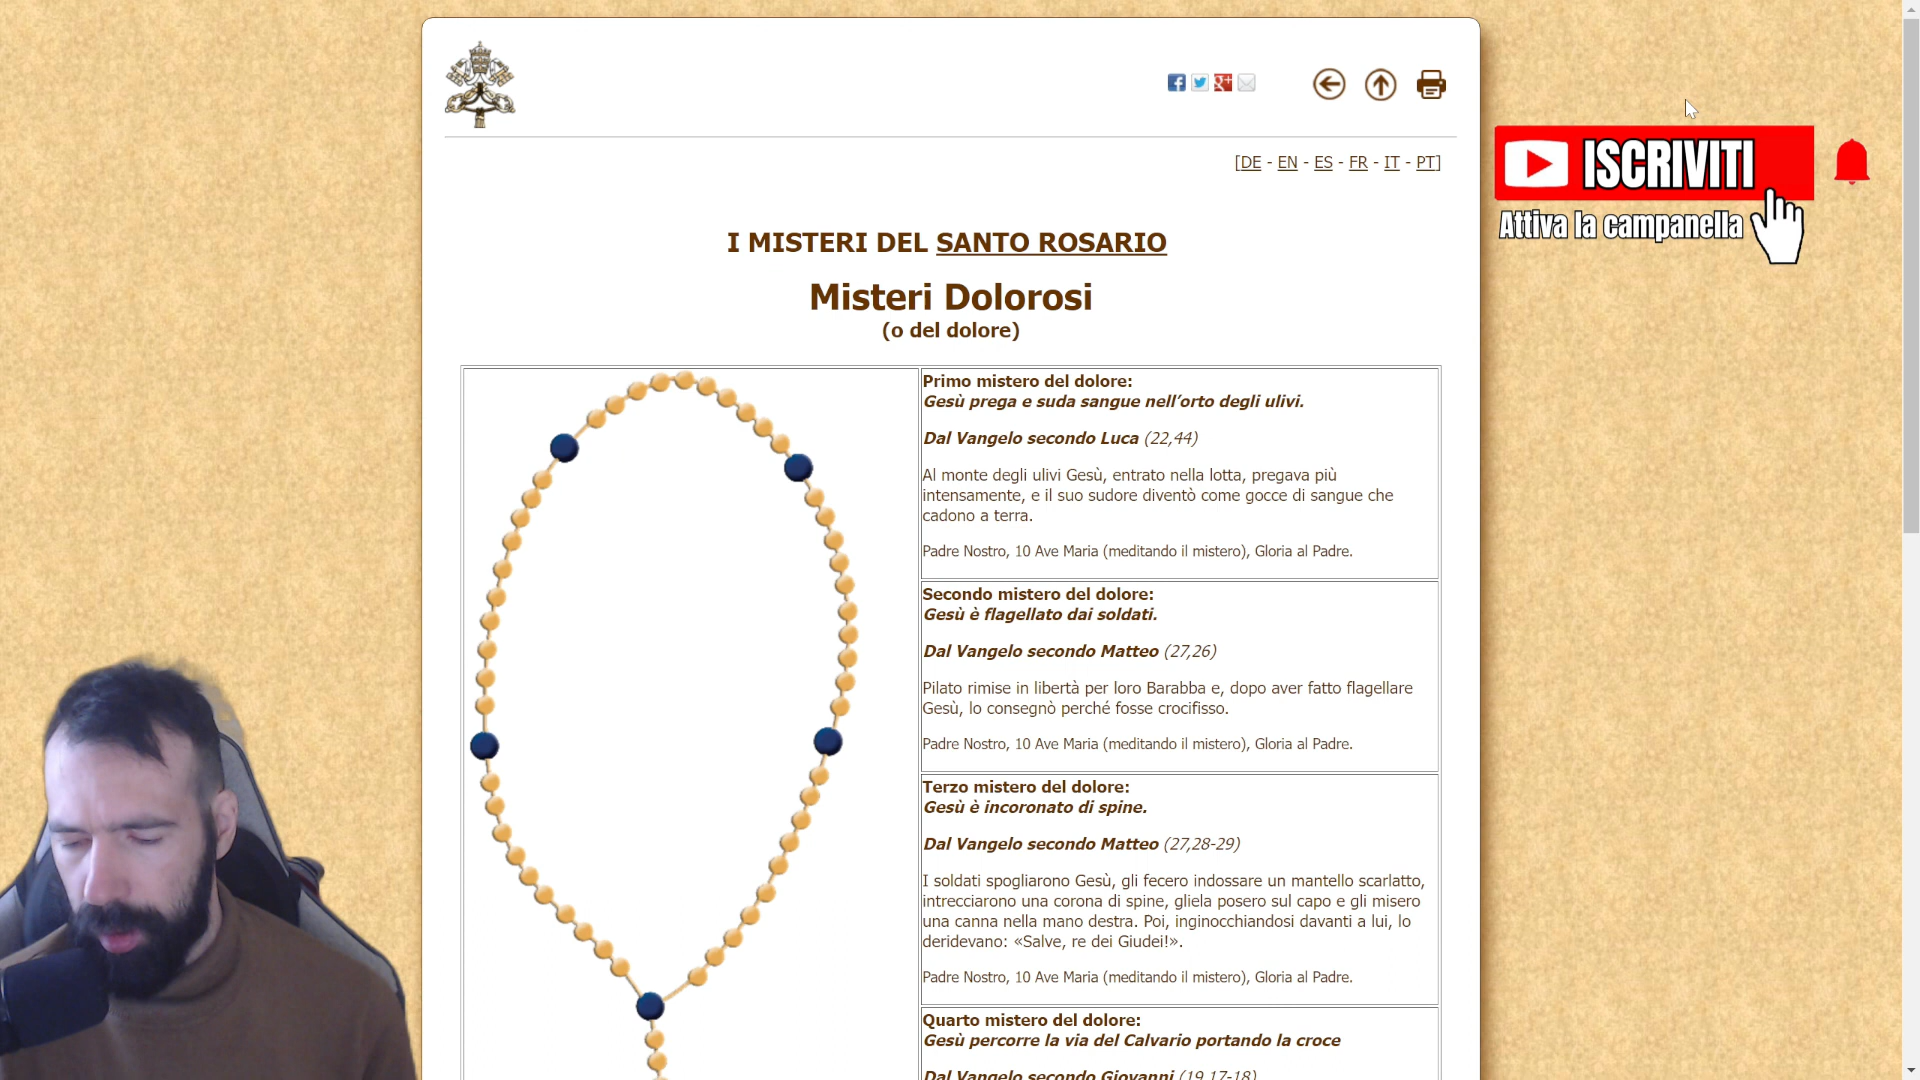 [DE - EN - ES - FR - IT - PT]
ISCRIVITI
Attiva la campanella
I MISTERI DEL SANTO ROSARIO
Misteri Dolorosi
(o del dolore)
Primo mistero del dolore:
Gesù prega e suda sangue nell’orto degli ulivi.
Dal Vangelo secondo Luca (22,44)
Al monte degli ulivi Gesù, entrato nella lotta, pregava più
intensamente, e il suo sudore diventò come gocce di sangue che
cadono a terra.
Padre Nostro, 10 Ave Maria (meditando il mistero), Gloria al Padre.
Secondo mistero del dolore:
Gesù è flagellato dai soldati.
Dal Vangelo secondo Matteo (27,26)
Pilato rimise in libertà per loro Barabba e, dopo aver fatto flagellare
Gesù, lo consegnò perché fosse crocifisso.
Padre Nostro, 10 Ave Maria (meditando il mistero), Gloria al Padre.
Terzo mistero del dolore:
Gesù è incoronato di spine.
Dal Vangelo secondo Matteo (27,28-29)
I soldati spogliarono Gesù, gli fecero indossare un mantello scarlatto,
intrecciarono una corona di spine, gliela posero sul capo e gli misero
una canna nella mano destra. Poi, inginocchiandosi davanti a lui, lo
deridevano: «Salve, re dei Giudei!».
Padre Nostro, 10 Ave Maria (meditando il mistero), Gloria al Padre.
Quarto mistero del dolore:
Gesù percorre la via del Calvario portando la croce
Dal Vangelo secondo Giovanni (19,17-18)